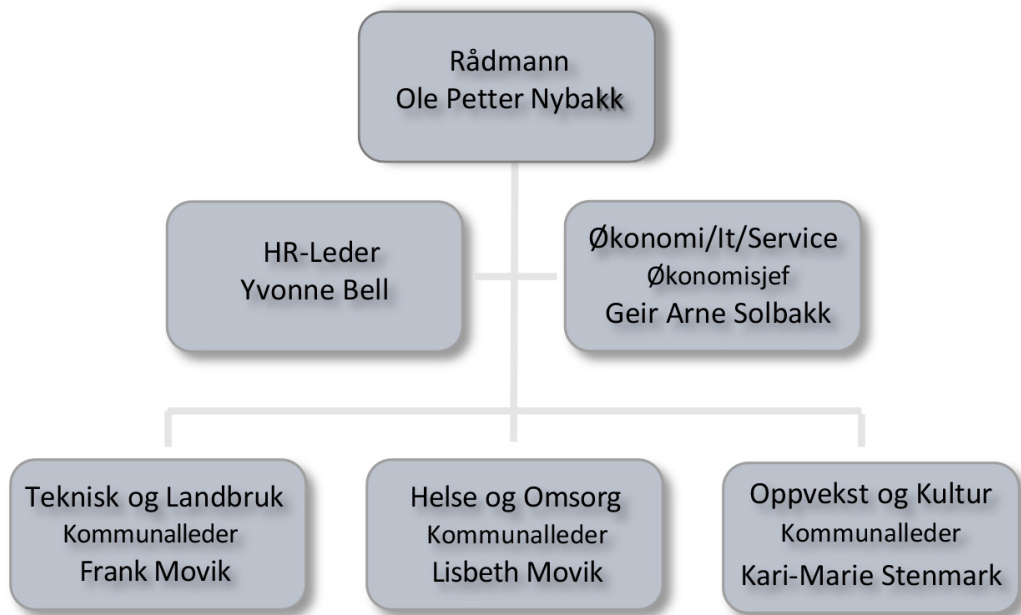 Rådmann
Ole Petter Nybakk
HR-Leder
Yvonne Bell
Økonomi/It/Service
Økonomisjef
Geir Arne Solbakk
Teknisk og Landbruk
Kommunalleder
Frank Movik
Helse og Omsorg
Kommunalleder
Lisbeth Movik
Oppvekst og Kultur
Kommunalleder
Kari-Marie Stenmark